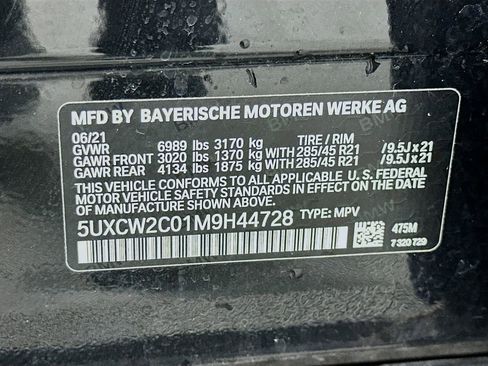 MFD BY BAYERISCHE MOTOREN WERKE AG
06/21
GVWR 6989 lbs 3170 kg TIRE / RIM
GAWR FRONT 3020 lbs 1370 kg WITH 285/45 R21 /9.5J x 21
GAWR REAR 4134 lbs 1875 kg WITH 285/45 R21 /9.5J x 21
THIS VEHICLE CONFORMS TO ALL APPLICABLE U.S. FEDERAL
MOTOR VEHICLE SAFETY STANDARDS IN EFFECT ON THE
DATE OF MANUFACTURE SHOWN ABOVE.
5UXCW2C01M9H44728 TYPE: MPV
475M
7 320 729